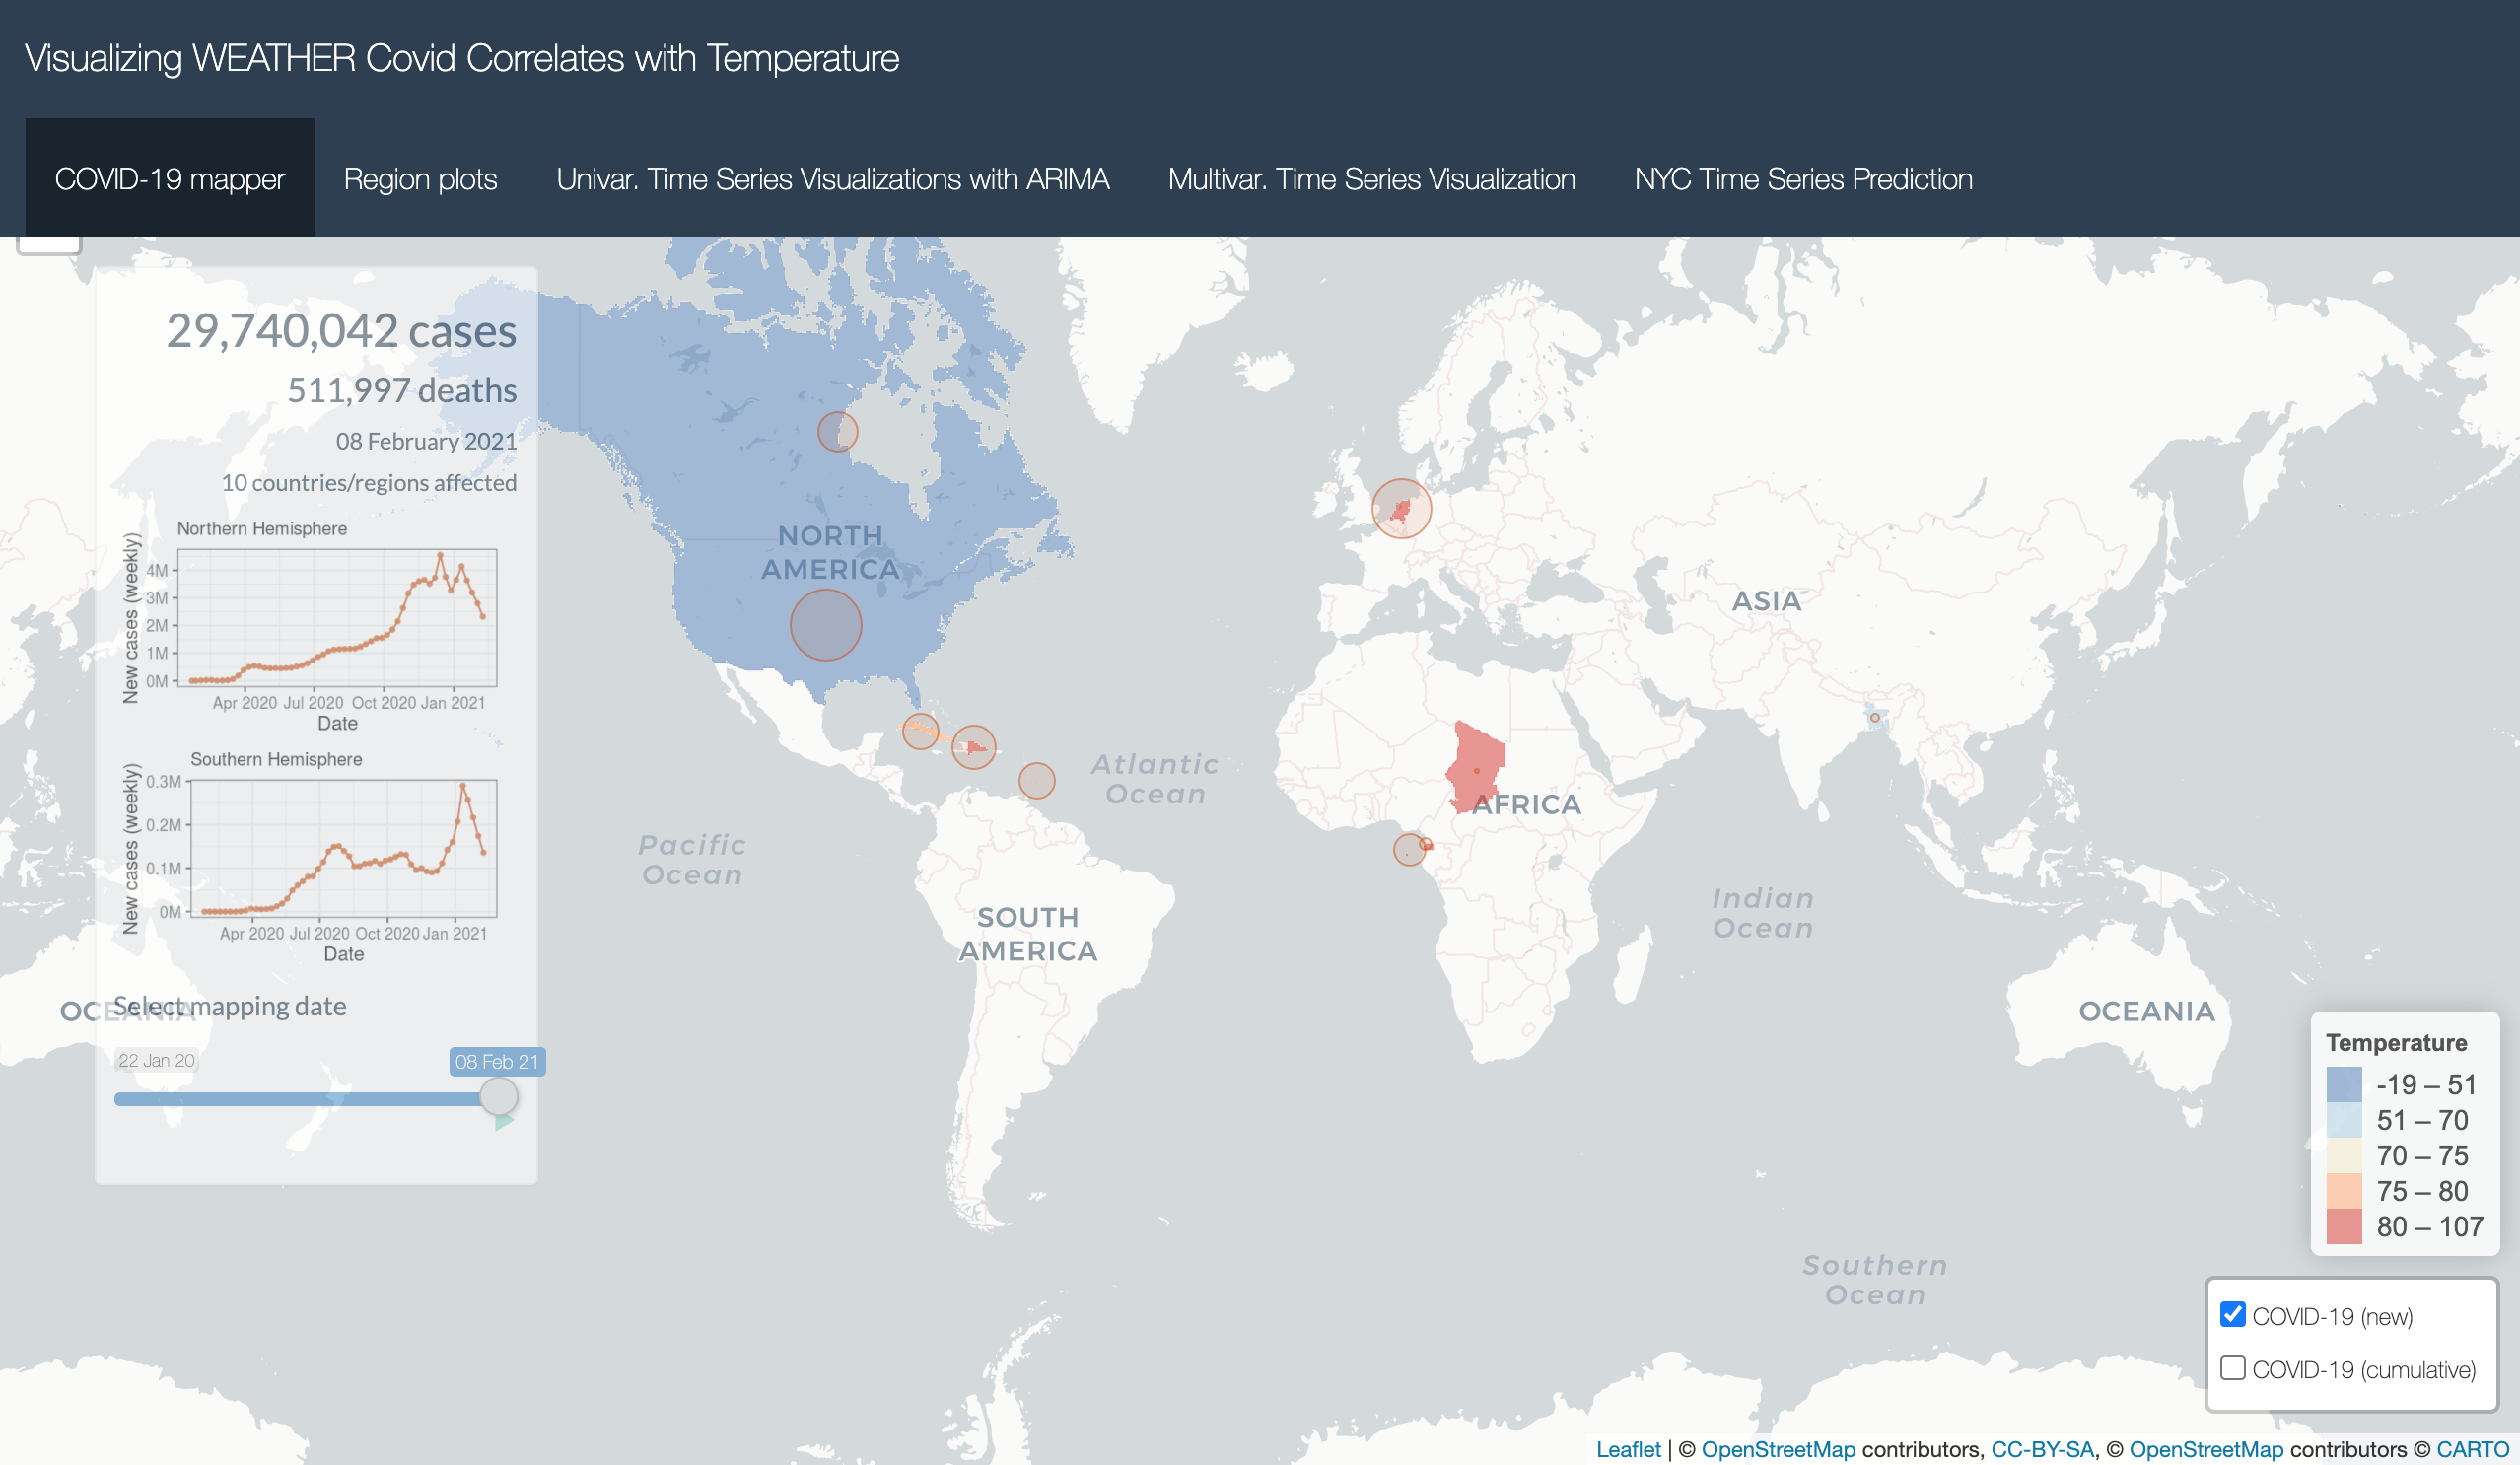 Visualizing WEATHER Covid Correlates with Temperature
COVID-19 mapper
Region plots
Univar. Time Series Visualizations with ARIMA
Multivar. Time Series Visualization
NYC Time Series Prediction
29,740,042 cases
511,997 deaths
08 February 2021
10 countries/regions affected
Northern Hemisphere
New cases (weekly)
4M
3M
2M
1M
0M
Apr 2020 Jul 2020 Oct 2020 Jan 2021
Date
Southern Hemisphere
New cases (weekly)
0.3M
0.2M
0.1M
0M
Apr 2020 Jul 2020 Oct 2020 Jan 2021
Date
OCEANIA
Select mapping date
22 Jan 20
08 Feb 21
NORTH
AMERICA
ASIA
Atlantic
Ocean
AFRICA
Pacific
Ocean
SOUTH
AMERICA
Indian
Ocean
OCEANIA
Southern
Ocean
Temperature
-19 – 51
51 – 70
70 – 75
75 – 80
80 – 107
COVID-19 (new)
COVID-19 (cumulative)
Leaflet | © OpenStreetMap contributors, CC-BY-SA, © OpenStreetMap contributors © CARTO